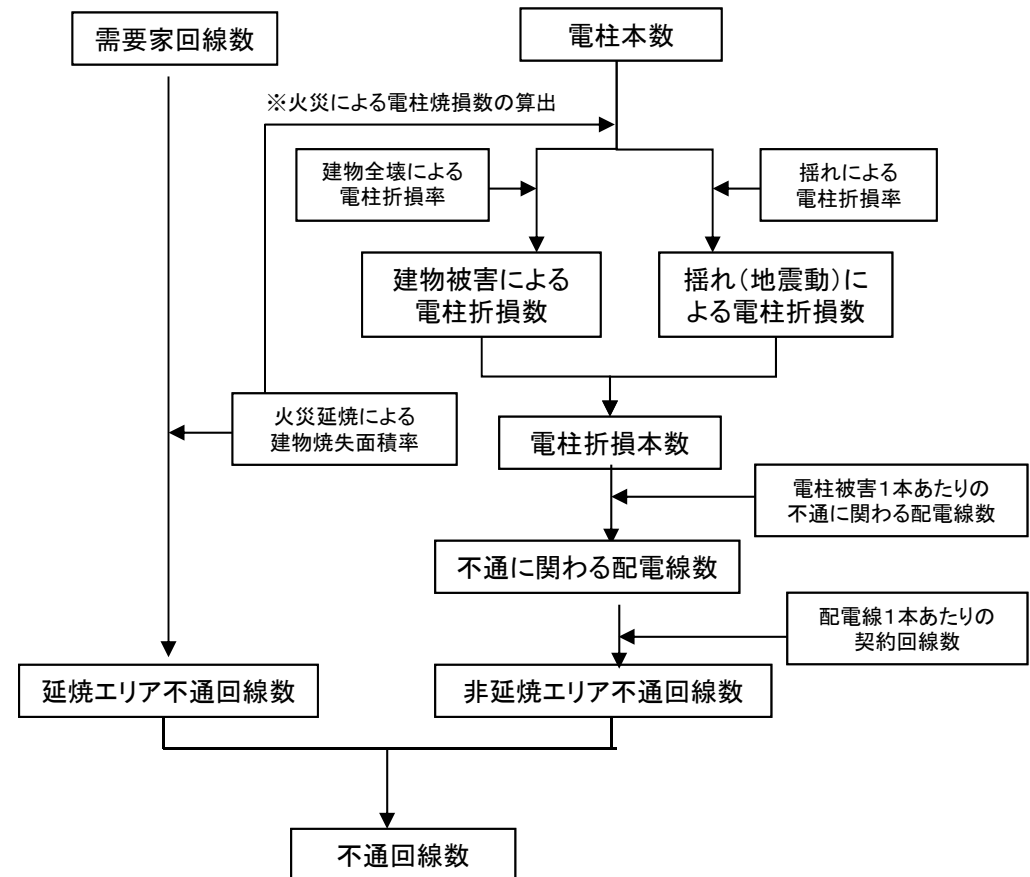 需要家回線数
電柱本数
※火災による電柱焼損数の算出
建物全壊による
電柱折損率
揺れによる
電柱折損率
建物被害による
電柱折損数
揺れ(地震動)に
よる電柱折損数
火災延焼による
建物焼失面積率
電柱折損本数
電柱被害1本あたりの
不通に関わる配電線数
不通に関わる配電線数
配電線1本あたりの
契約回線数
延焼エリア不通回線数
非延焼エリア不通回線数
不通回線数